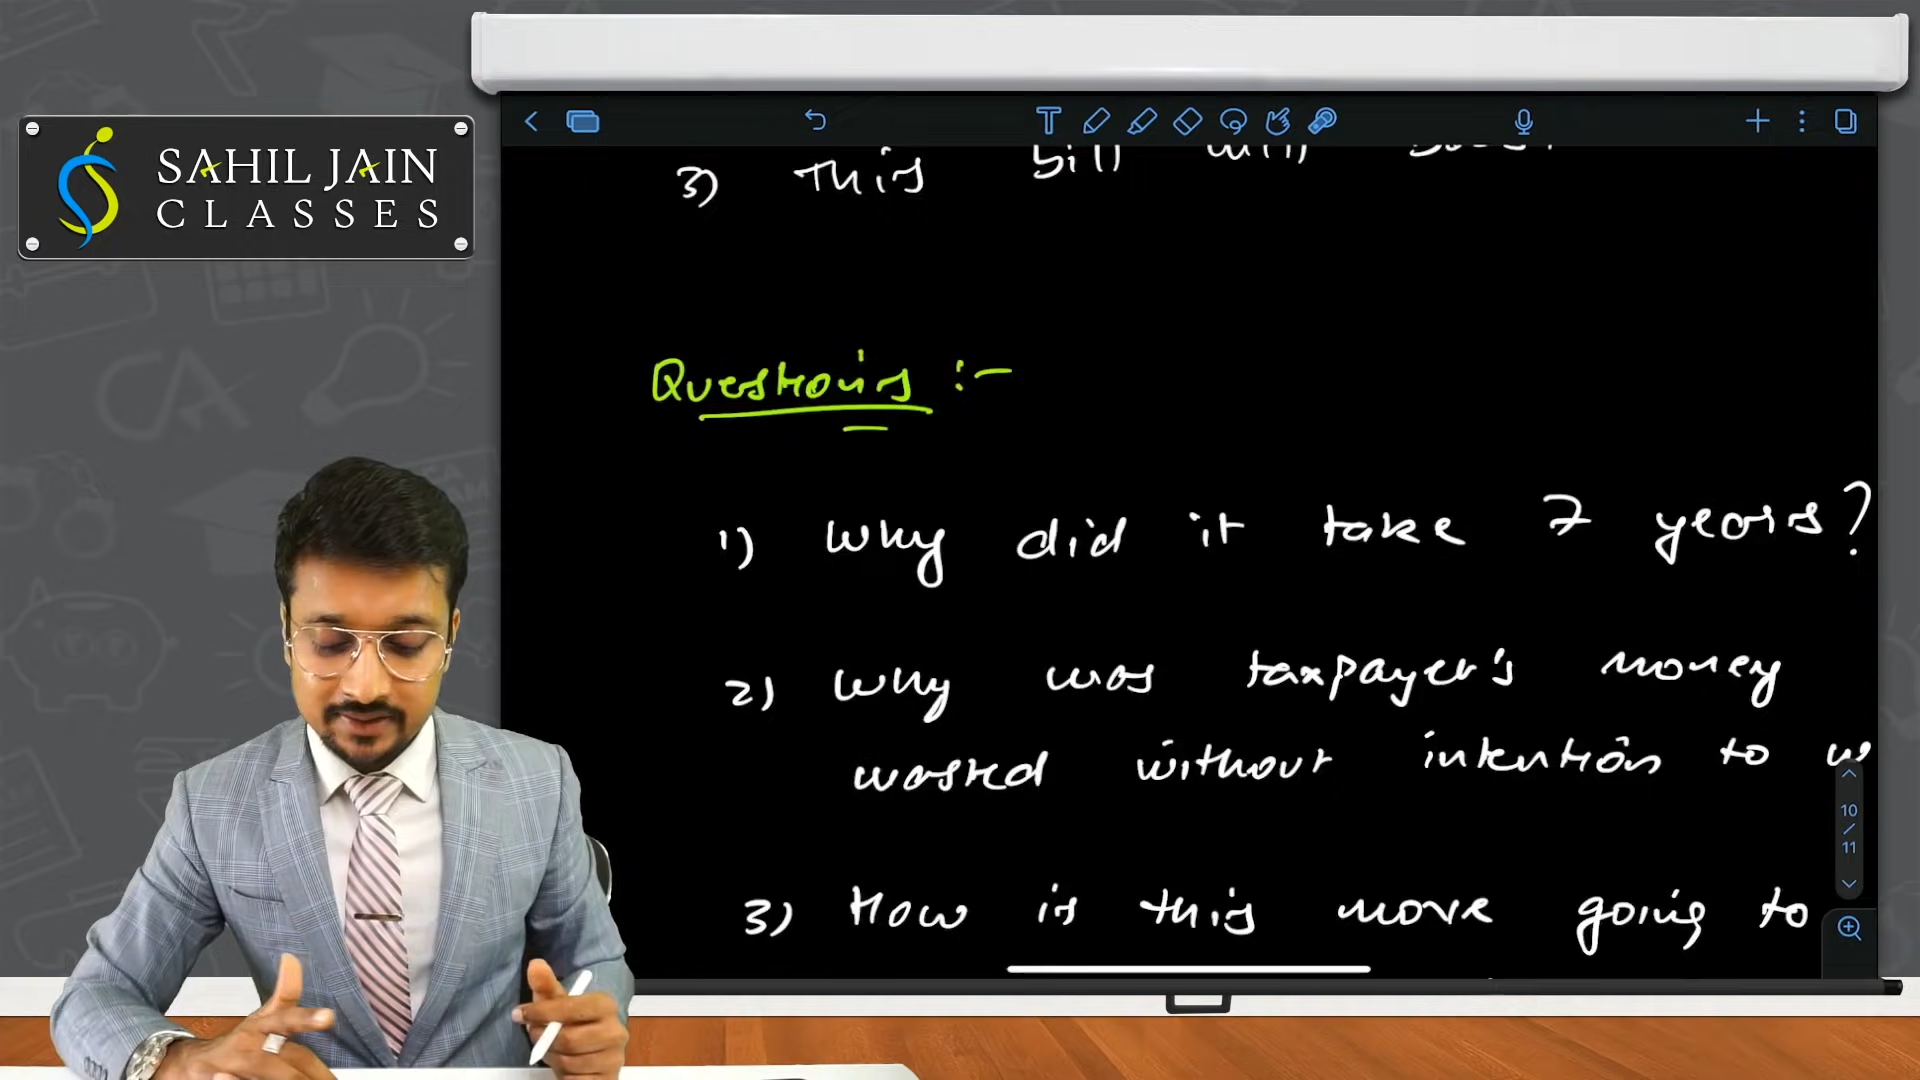 SAHIL JAIN
CLASSES
3) This bill will
Questions :-
1) Why did it take 7 years?
2) Why was taxpayer's money
wasted without intention to w
3) How is this move going to
10
/
11